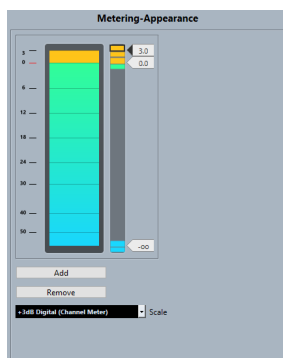 Metering-Appearance
3
0
6
12
18
24
30
40
50
3.0
0.0
-oo
Add
Remove
+3dB Digital (Channel Meter)
Scale